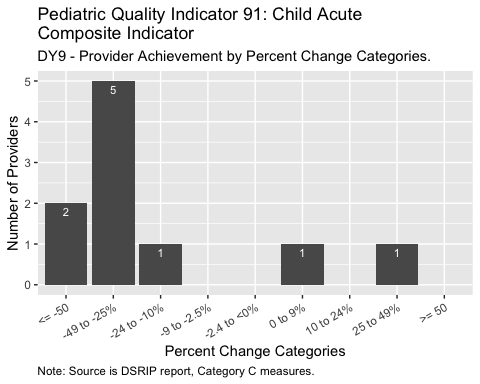 Pediatric Quality Indicator 91: Child Acute
Composite Indicator
DY9 - Provider Achievement by Percent Change Categories.
Number of Providers
5
4
3
2
1
0
2
5
1
1
1
<= -50
-49 to -25%
-24 to -10%
-9 to -2.5%
-2.4 to <0%
0 to 9%
10 to 24%
25 to 49%
>= 50
Percent Change Categories
Note: Source is DSRIP report, Category C measures.